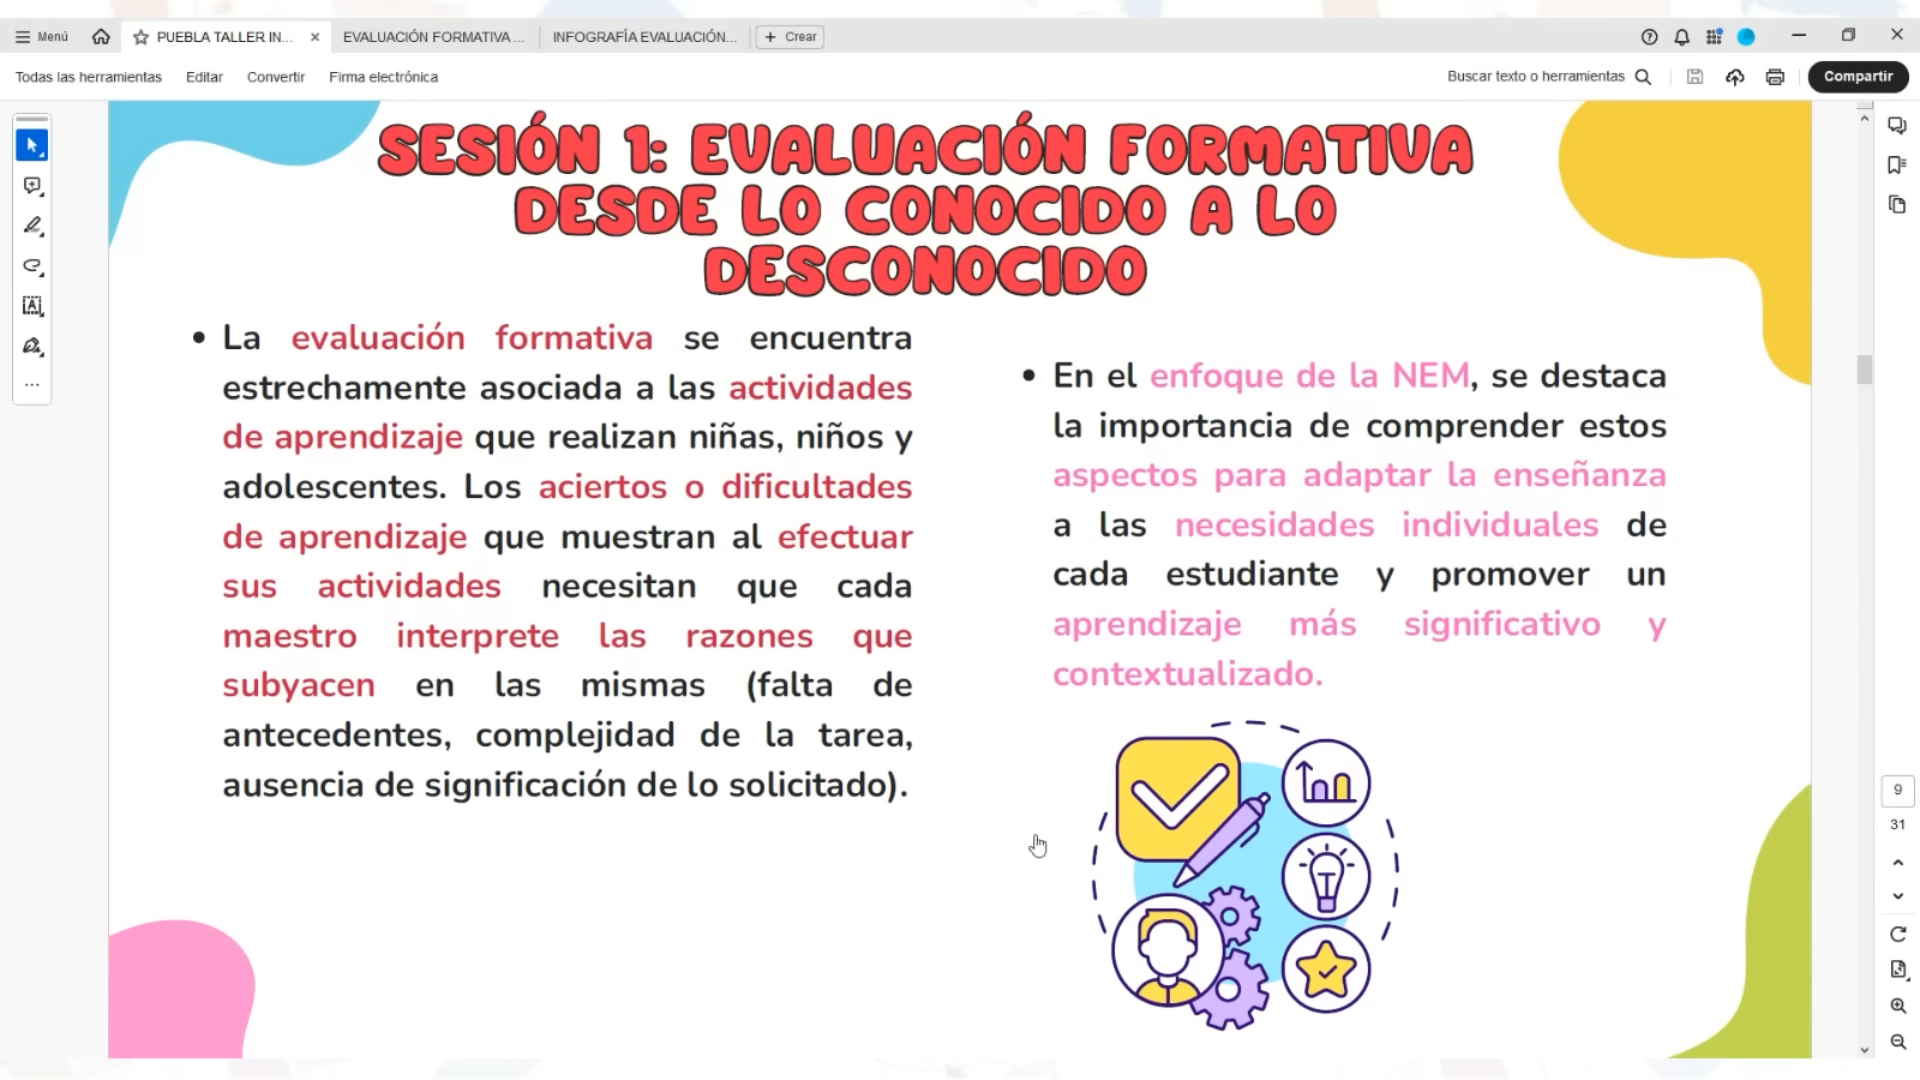 Menú
PUEBLA TALLER IN...
EVALUACIÓN FORMATIVA ...
INFOGRAFÍA EVALUACIÓN...
Crear
Todas las herramientas
Editar
Convertir
Firma electrónica
Buscar texto o herramientas
Compartir
SESIÓN 1: EVALUACIÓN FORMATIVA
DESDE LO CONOCIDO A LO
DESCONOCIDO
• La evaluación formativa se encuentra
estrechamente asociada a las actividades
de aprendizaje que realizan niñas, niños y
adolescentes. Los aciertos o dificultades
de aprendizaje que muestran al efectuar
sus actividades necesitan que cada
maestro interprete las razones que
subyacen en las mismas (falta de
antecedentes, complejidad de la tarea,
ausencia de significación de lo solicitado).
• En el enfoque de la NEM, se destaca
la importancia de comprender estos
aspectos para adaptar la enseñanza
a las necesidades individuales de
cada estudiante y promover un
aprendizaje más significativo y
contextualizado.
9
31